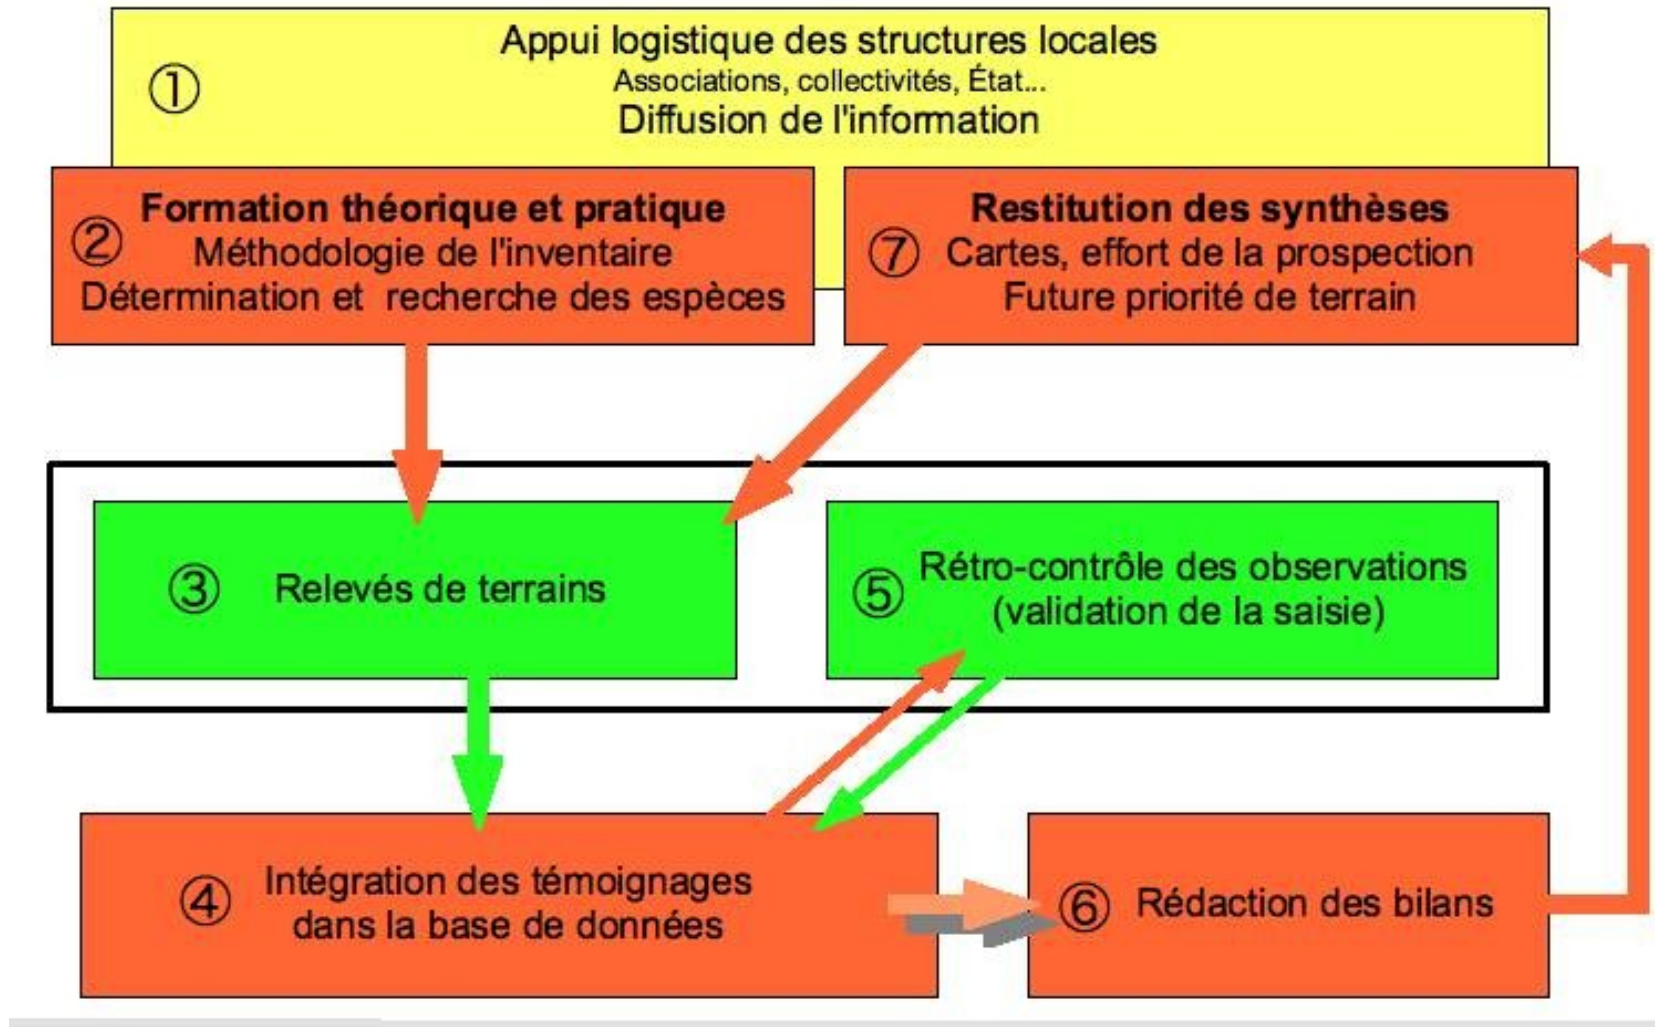 Appui logistique des structures locales
Associations, collectivités, État...
① Diffusion de l'information
Formation théorique et pratique
② Méthodologie de l'inventaire
Détermination et recherche des espèces
Restitution des synthèses
⑦ Cartes, effort de la prospection
Future priorité de terrain
③ Relevés de terrains
⑤ Rétro-contrôle des observations
(validation de la saisie)
④ Intégration des témoignages
dans la base de données
⑥ Rédaction des bilans